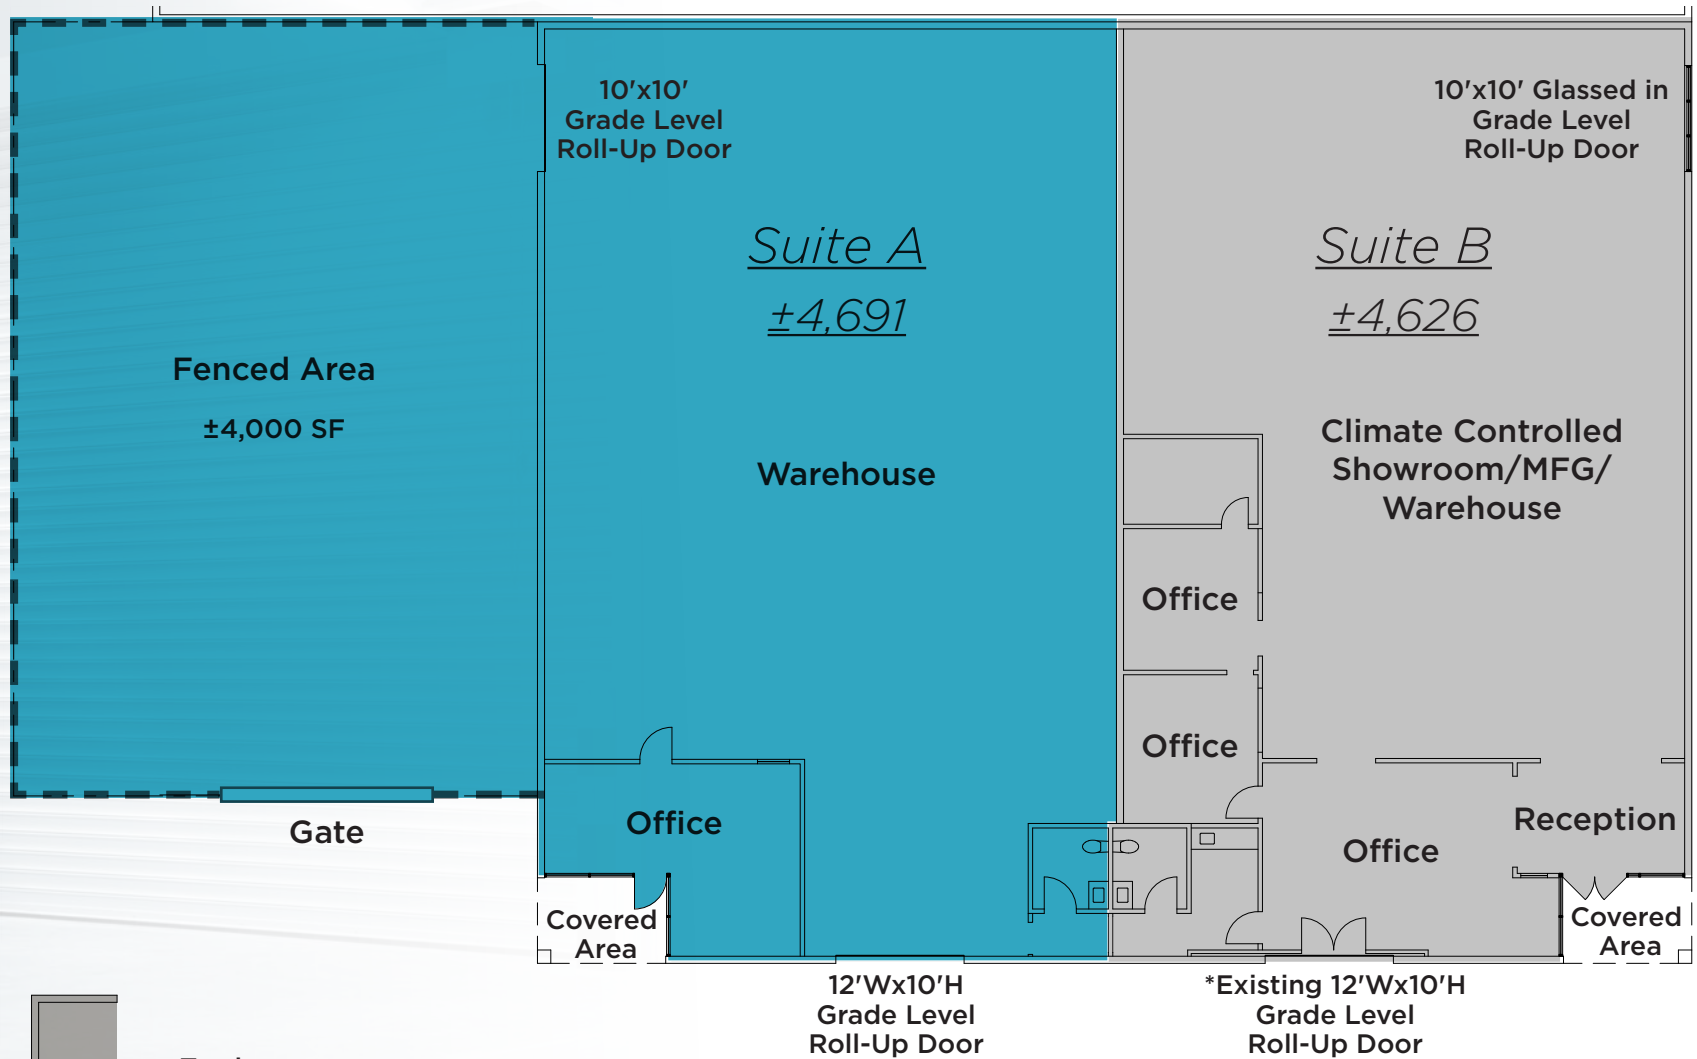 10'x10'
Grade Level
Roll-Up Door
10'x10' Glassed in
Grade Level
Roll-Up Door
Suite A
±4,691
Suite B
±4,626
Fenced Area
±4,000 SF
Warehouse
Climate Controlled
Showroom/MFG/
Warehouse
Office
Office
Gate
Office
Office
Reception
Covered
Area
Covered
Area
12'Wx10'H
Grade Level
Roll-Up Door
*Existing 12'Wx10'H
Grade Level
Roll-Up Door